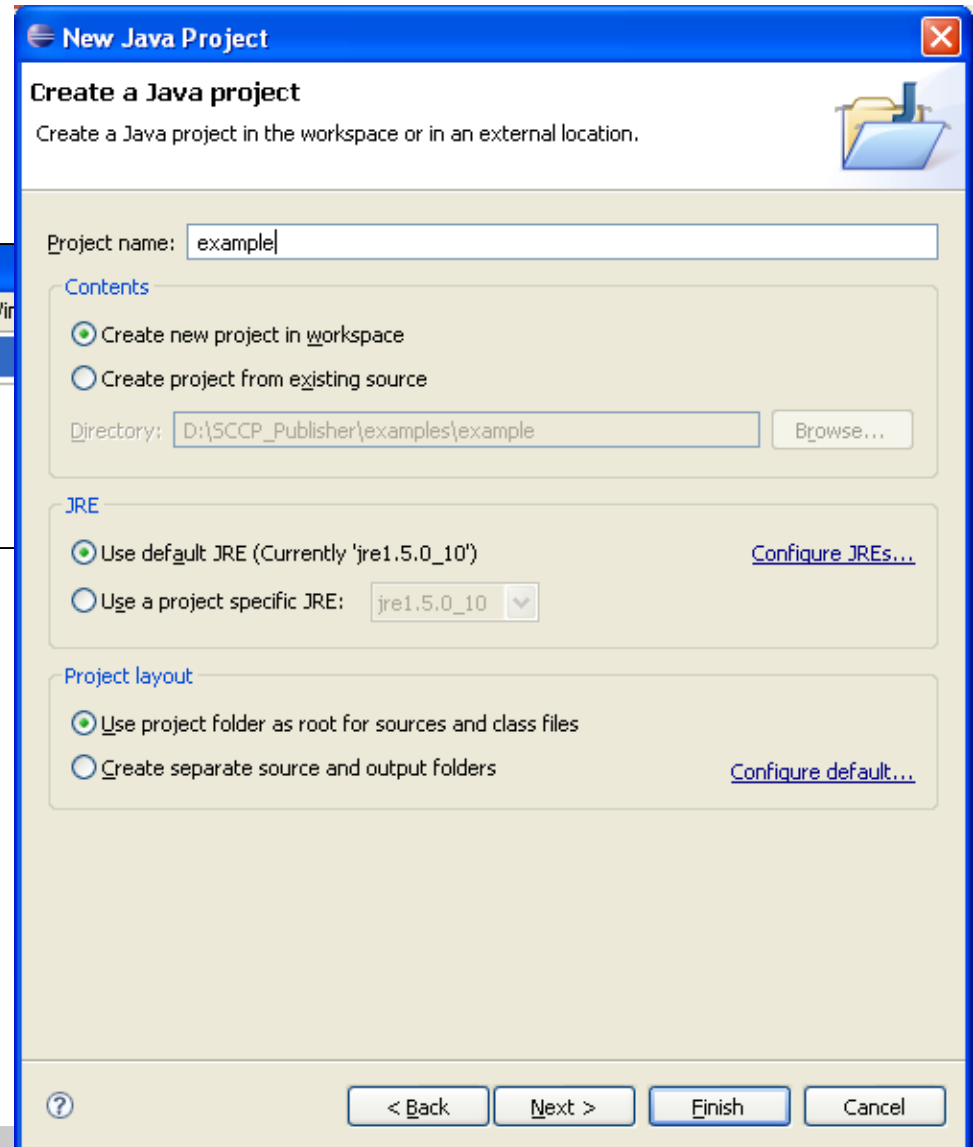 New Java Project
Create a Java project
Create a Java project in the workspace or in an external location.
Project name: example
Contents
Create new project in workspace
Create project from existing source
Directory: D:\SCCP_Publisher\examples\example Browse...
JRE
Use default JRE (Currently 'jre1.5.0_10') Configure JREs...
Use a project specific JRE: jre1.5.0_10
Project layout
Use project folder as root for sources and class files
Create separate source and output folders Configure default...
? < Back Next > Finish Cancel